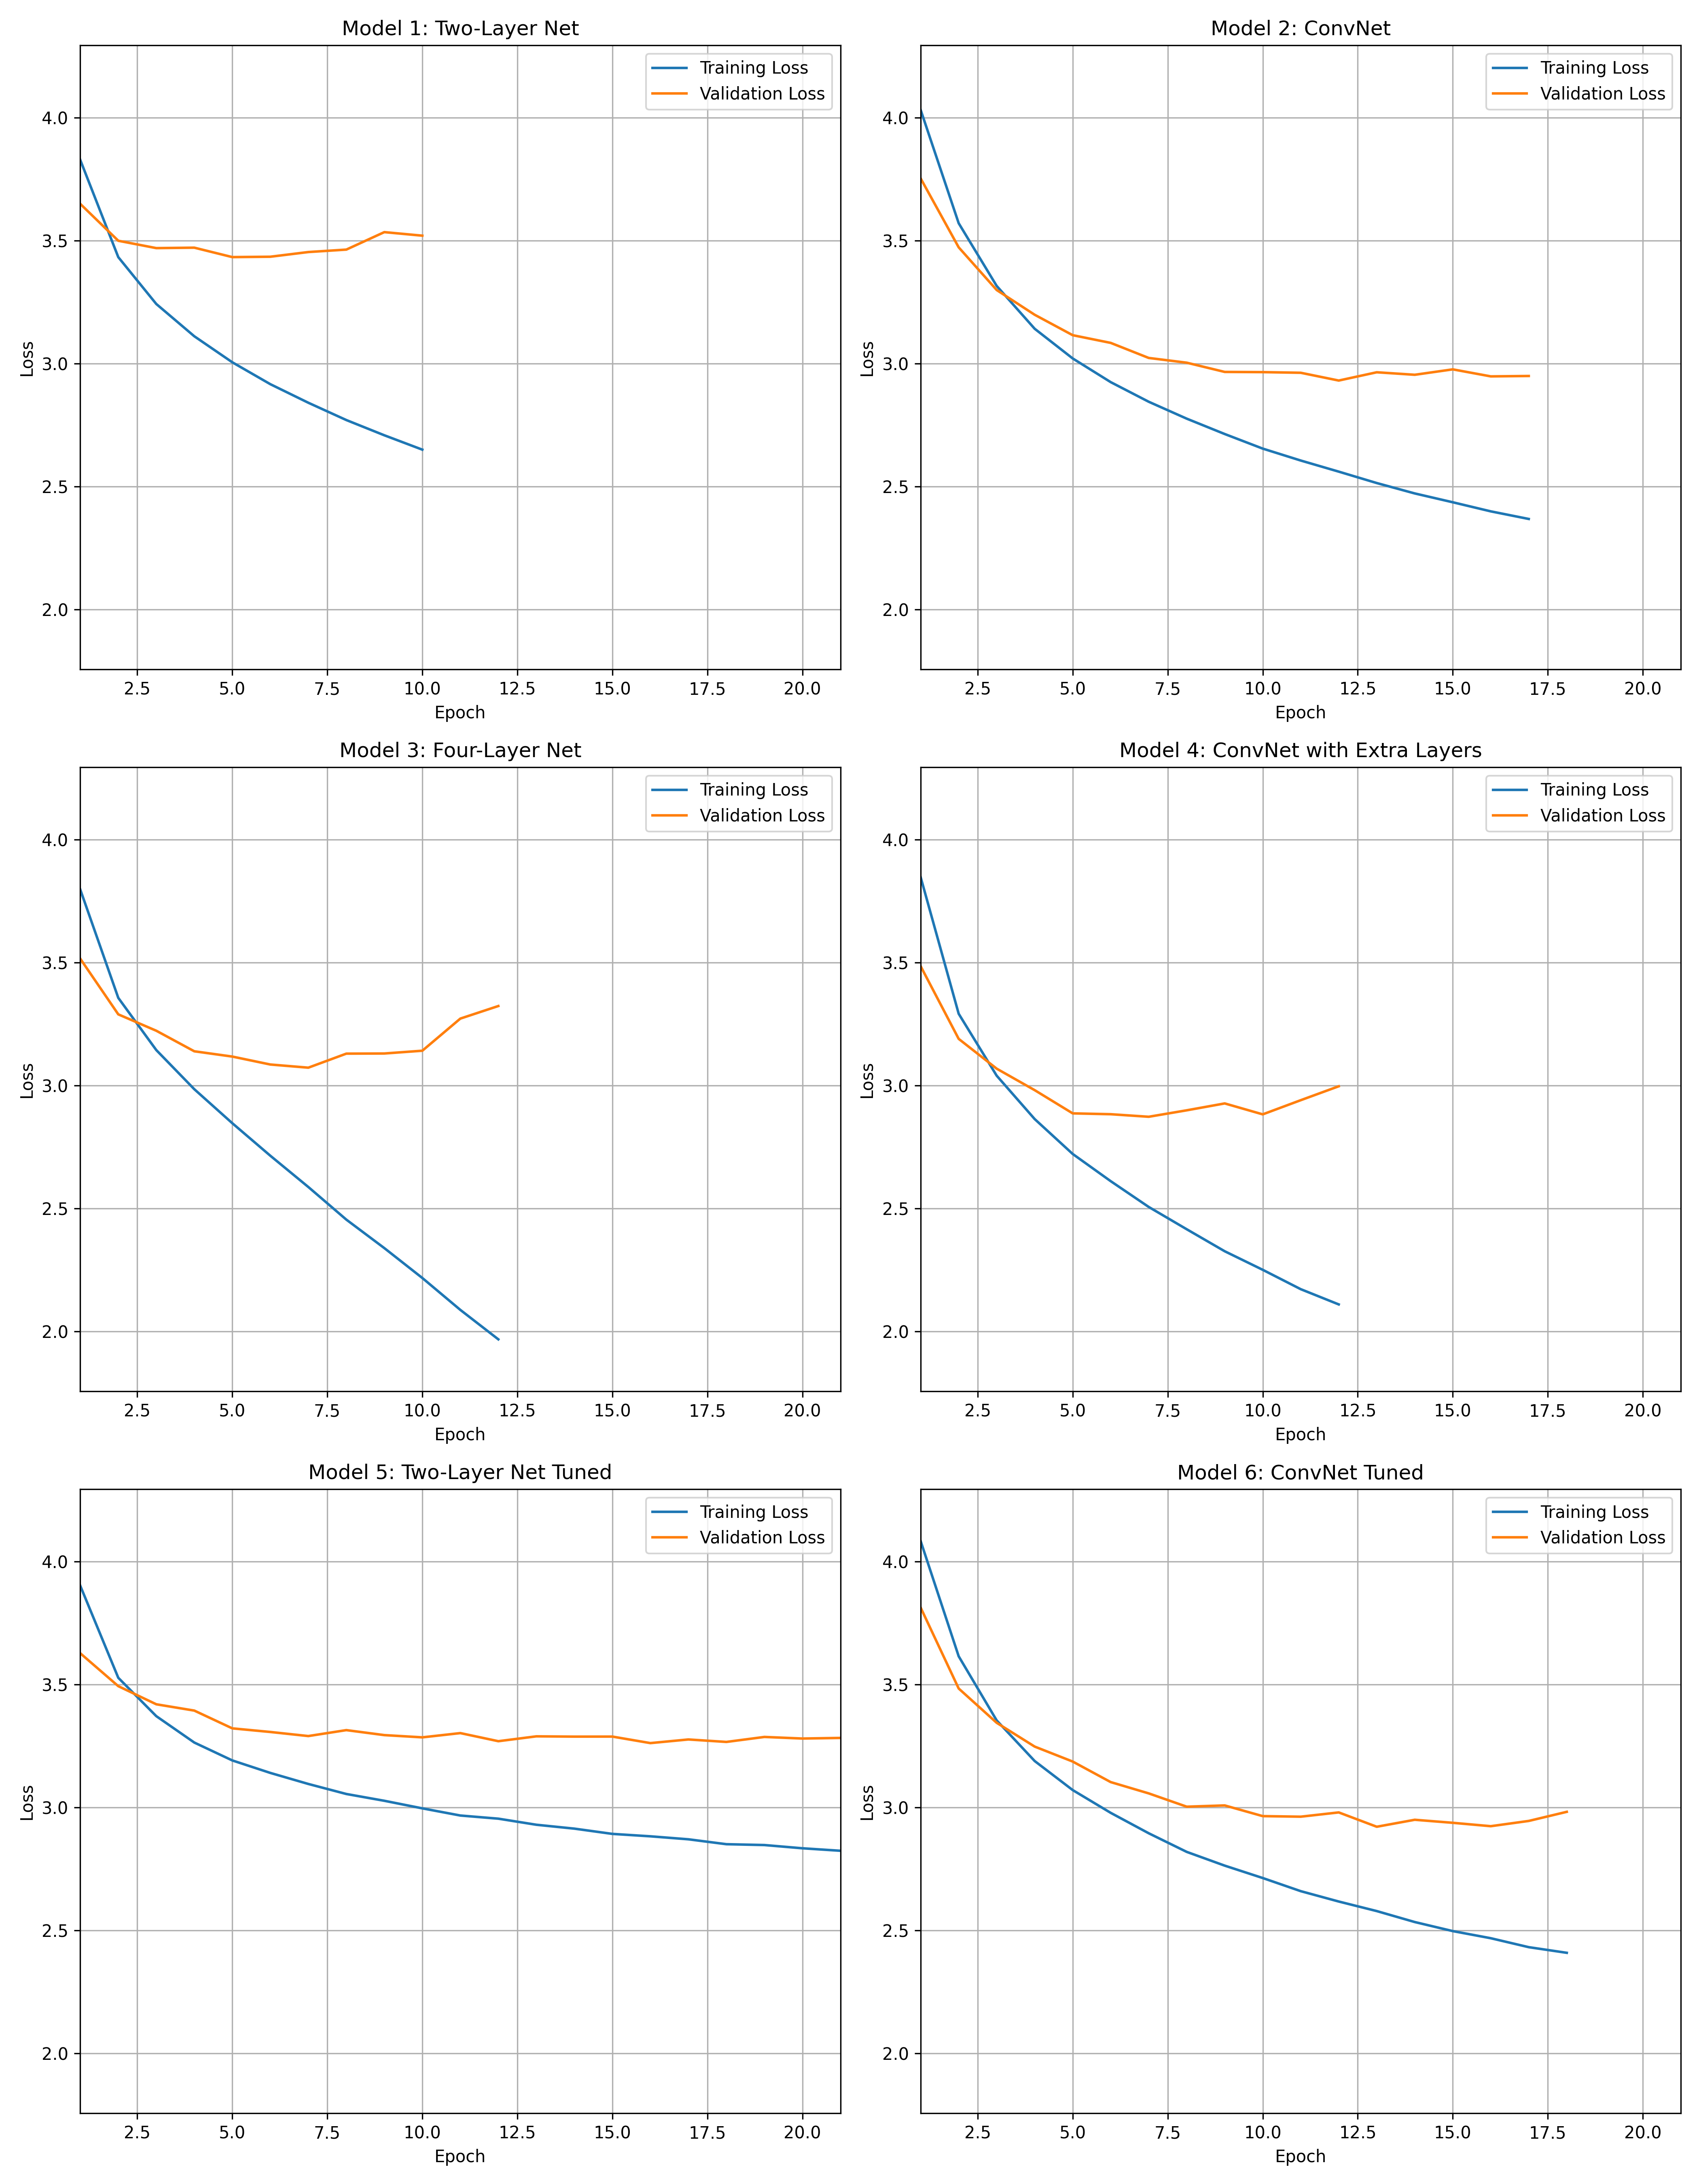 Model 1: Two-Layer Net
Training Loss
Validation Loss
4.0
3.5
3.0
2.5
2.0
Loss
2.5 5.0 7.5 10.0 12.5 15.0 17.5 20.0
Epoch
Model 2: ConvNet
Training Loss
Validation Loss
4.0
3.5
3.0
2.5
2.0
Loss
2.5 5.0 7.5 10.0 12.5 15.0 17.5 20.0
Epoch
Model 3: Four-Layer Net
Training Loss
Validation Loss
4.0
3.5
3.0
2.5
2.0
Loss
2.5 5.0 7.5 10.0 12.5 15.0 17.5 20.0
Epoch
Model 4: ConvNet with Extra Layers
Training Loss
Validation Loss
4.0
3.5
3.0
2.5
2.0
Loss
2.5 5.0 7.5 10.0 12.5 15.0 17.5 20.0
Epoch
Model 5: Two-Layer Net Tuned
Training Loss
Validation Loss
4.0
3.5
3.0
2.5
2.0
Loss
2.5 5.0 7.5 10.0 12.5 15.0 17.5 20.0
Epoch
Model 6: ConvNet Tuned
Training Loss
Validation Loss
4.0
3.5
3.0
2.5
2.0
Loss
2.5 5.0 7.5 10.0 12.5 15.0 17.5 20.0
Epoch